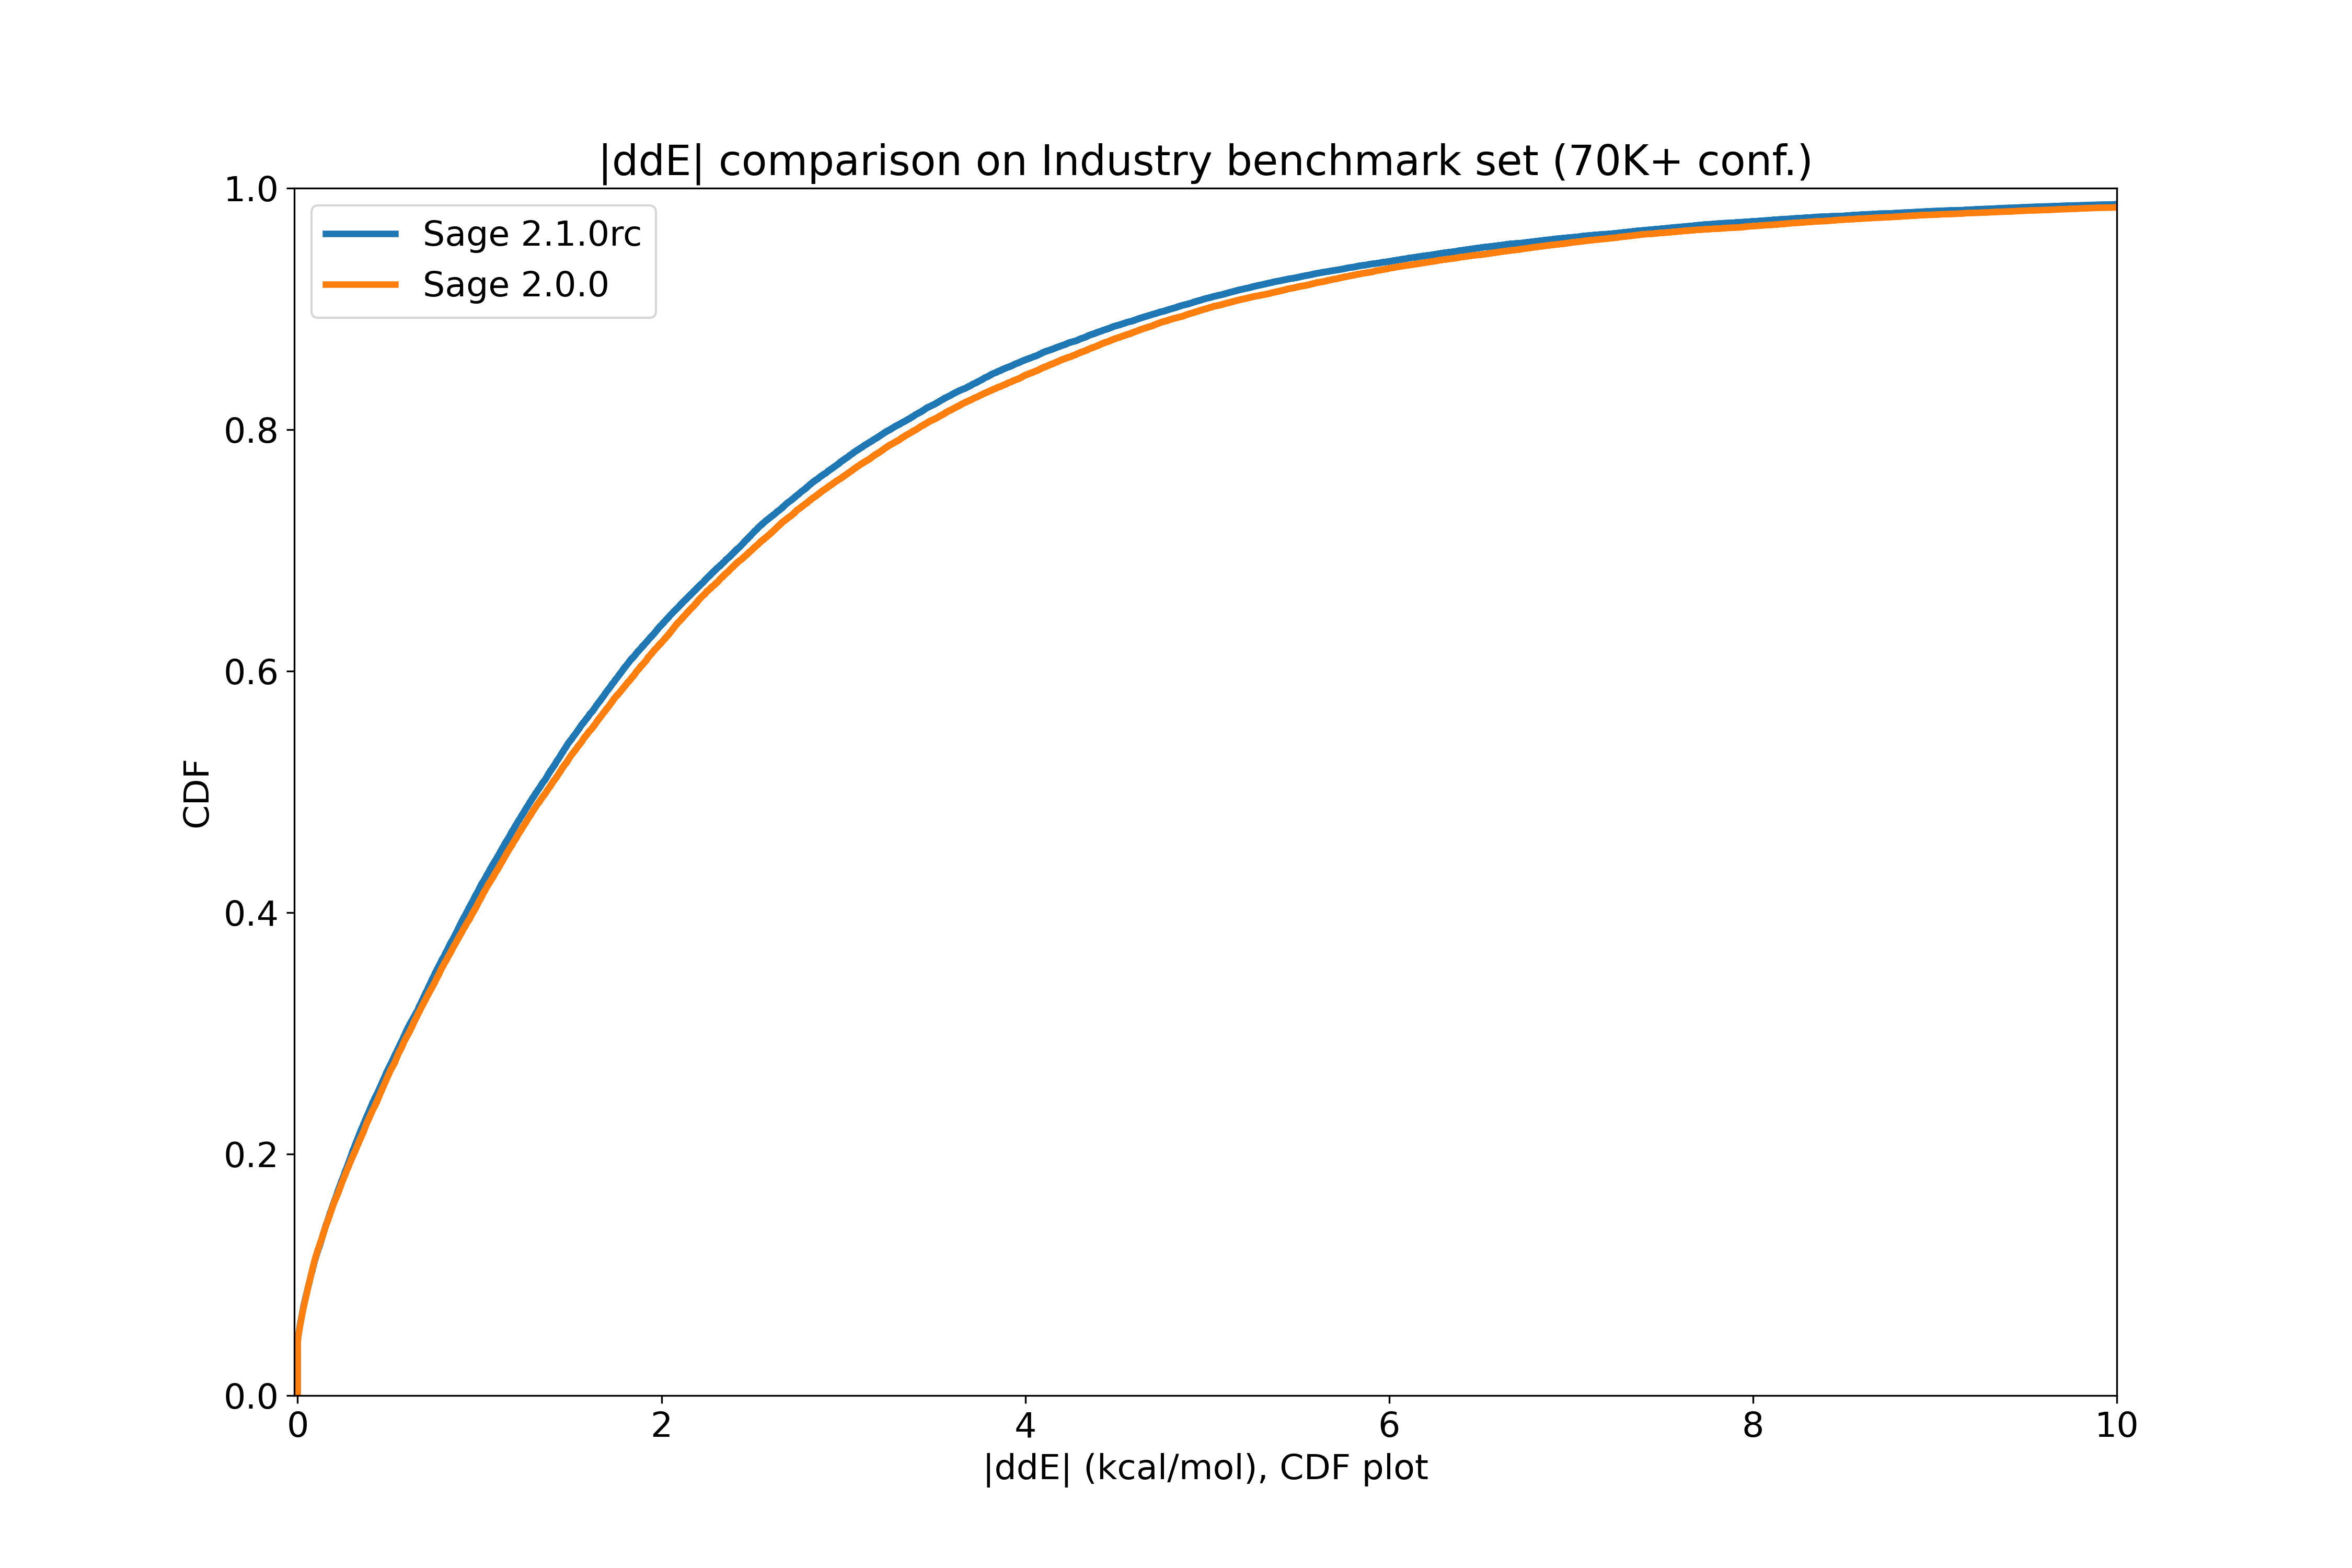 |ddE| comparison on Industry benchmark set (70K+ conf.)
1.0
Sage 2.1.0rc
Sage 2.0.0
0.8
0.6
CDF
0.4
0.2
0.0
0 2 4 6 8 10
|ddE| (kcal/mol), CDF plot